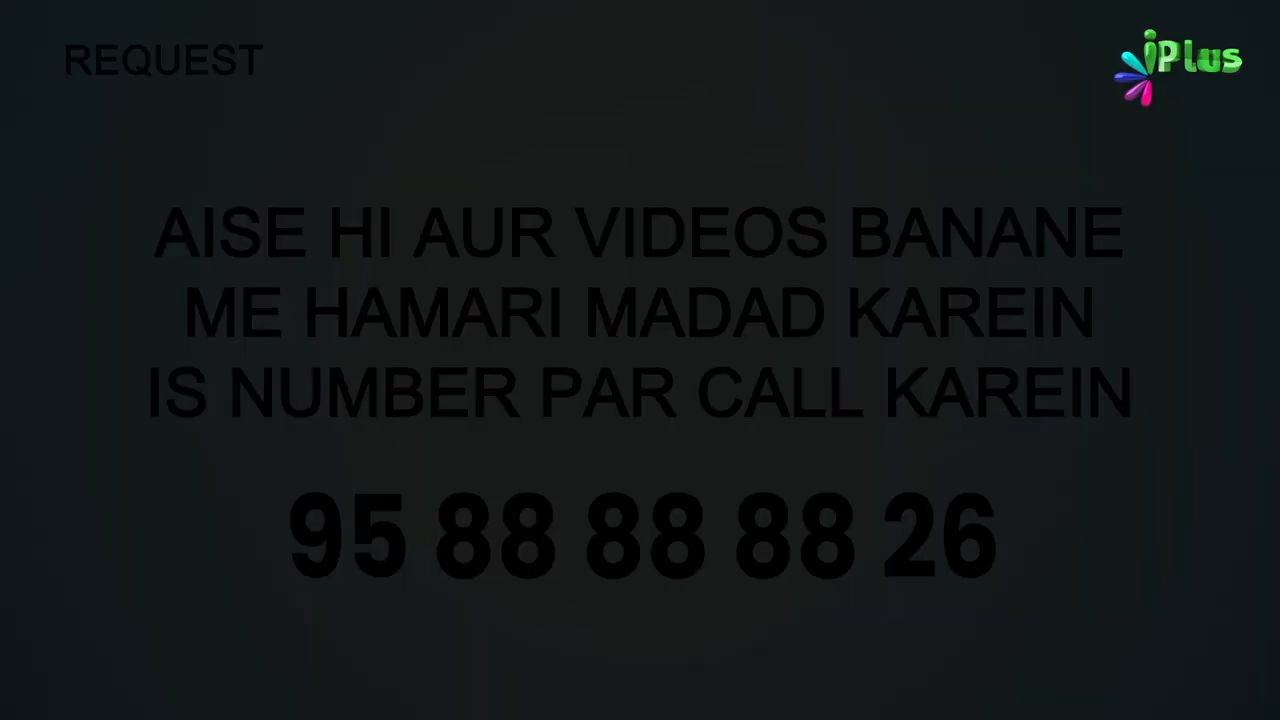 REQUEST
iPlus
AISE HI AUR VIDEOS BANANE
ME HAMARI MADAD KAREIN
IS NUMBER PAR CALL KAREIN
95 88 88 88 26